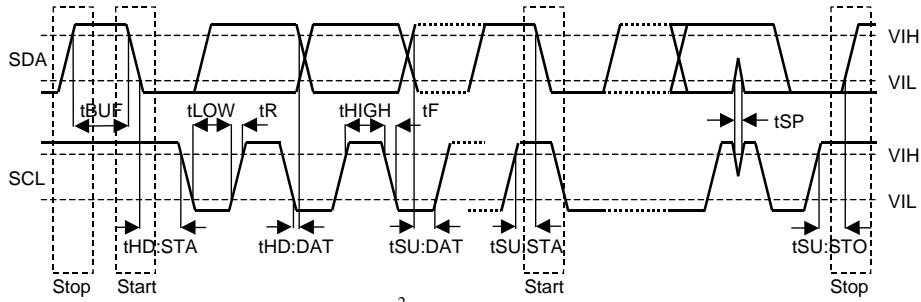 SDA
VIH
VIL
tBUF
tLOW
tR
tHIGH
tF
tSP
SCL
VIH
VIL
tHD:STA
tHD:DAT
tSU:DAT
tSU:STA
tSU:STO
Stop
Start
Start
Stop
2